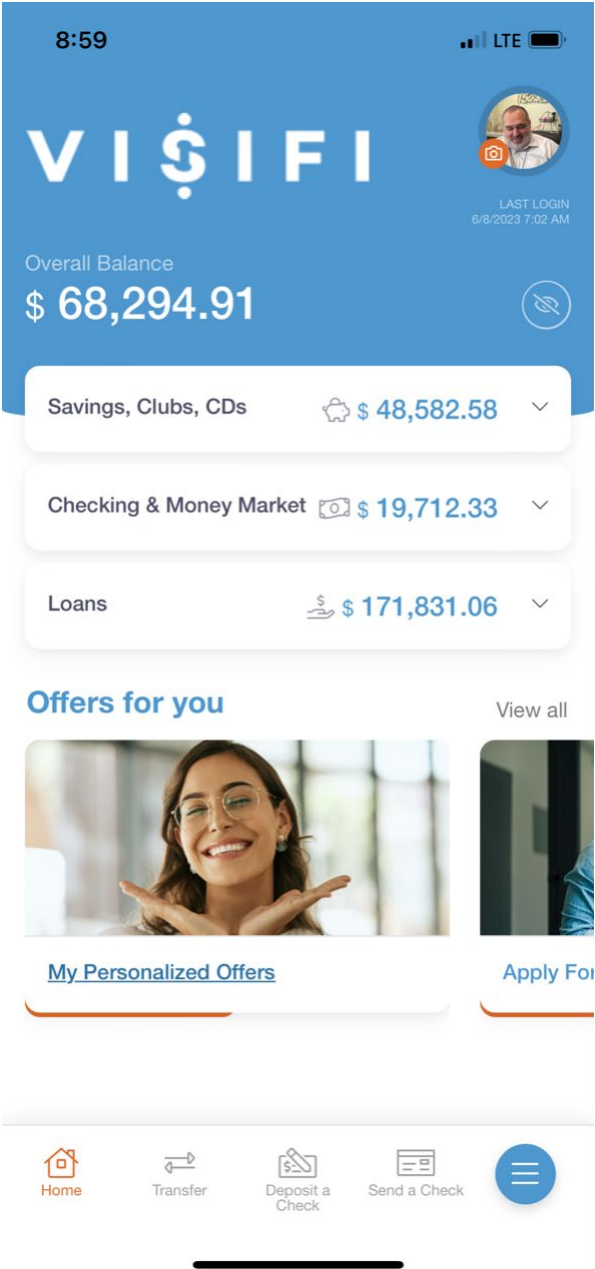 8:59
LTE
VISIFI
LAST LOGIN
6/8/2023 7:02 AM
Overall Balance
$ 68,294.91
Savings, Clubs, CDs $ 48,582.58
Checking & Money Market $ 19,712.33
Loans $ 171,831.06
Offers for you
View all
My Personalized Offers
Apply For
Home
Transfer
Deposit a
Check
Send a Check